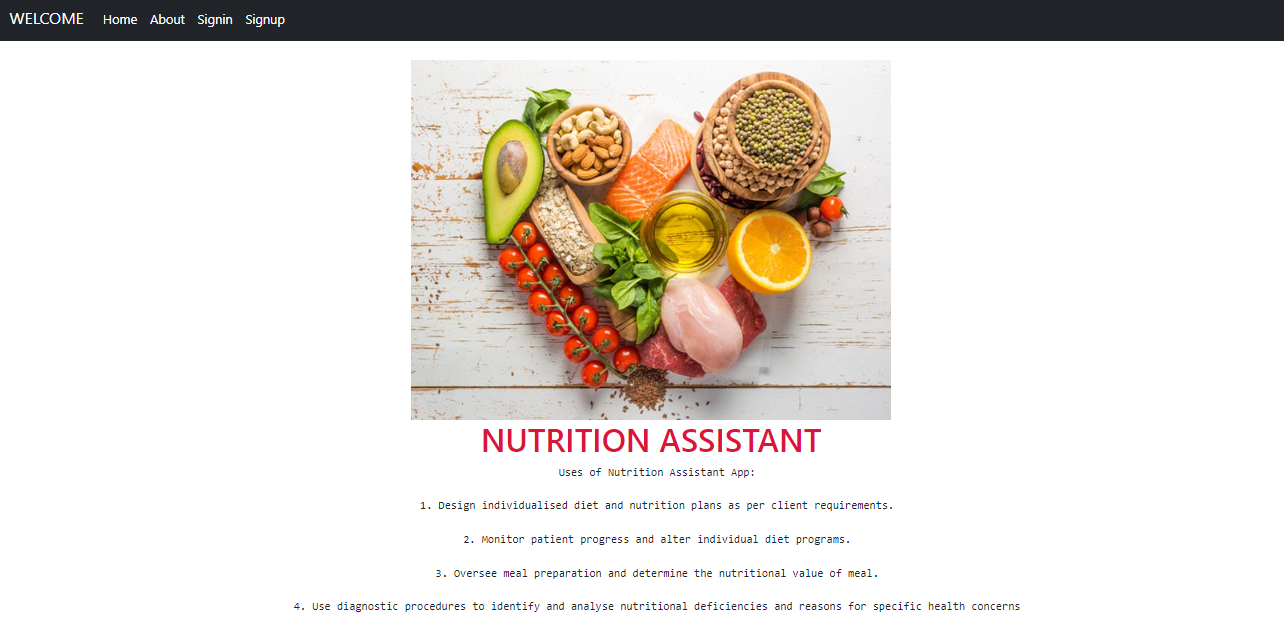 WELCOME Home About Signin Signup
NUTRITION ASSISTANT
Uses of Nutrition Assistant App:
1. Design individualised diet and nutrition plans as per client requirements.
2. Monitor patient progress and alter individual diet programs.
3. Oversee meal preparation and determine the nutritional value of meal.
4. Use diagnostic procedures to identify and analyse nutritional deficiencies and reasons for specific health concerns